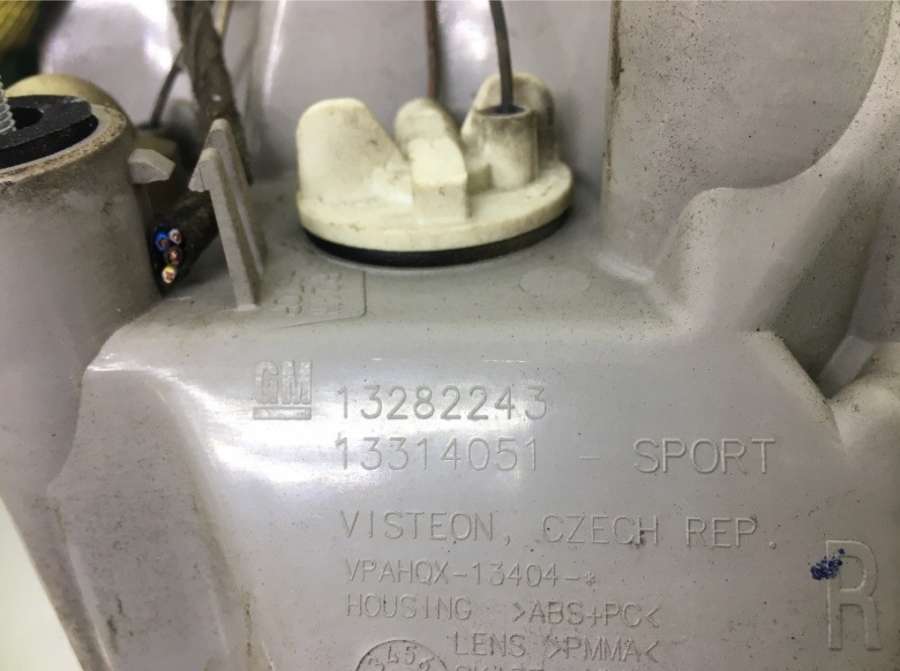 GM 13282243
13314051 - SPORT
VISTEON, CZECH REP.
VPAHQX-13404-*
HOUSING >ABS+PC<
LENS >PMMA<
R